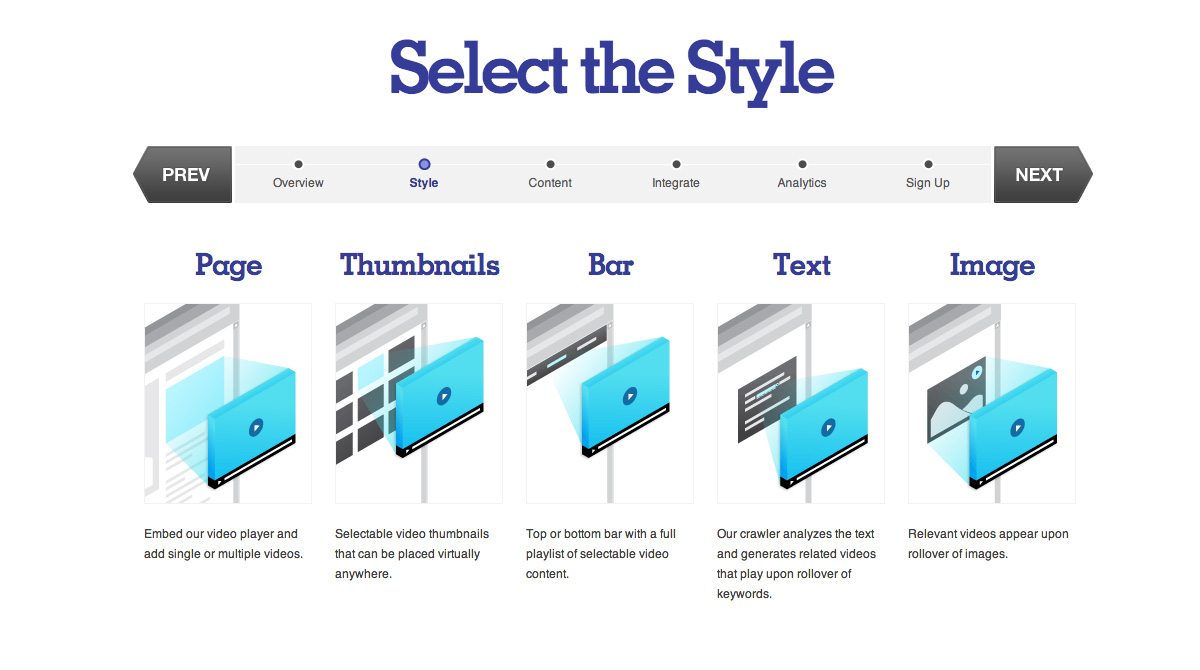 Select the Style
PREV
Overview
Style
Content
Integrate
Analytics
Sign Up
NEXT
Page
Thumbnails
Bar
Text
Image
Embed our video player and
add single or multiple videos.
Selectable video thumbnails
that can be placed virtually
anywhere.
Top or bottom bar with a full
playlist of selectable video
content.
Our crawler analyzes the text
and generates related videos
that play upon rollover of
keywords.
Relevant videos appear upon
rollover of images.